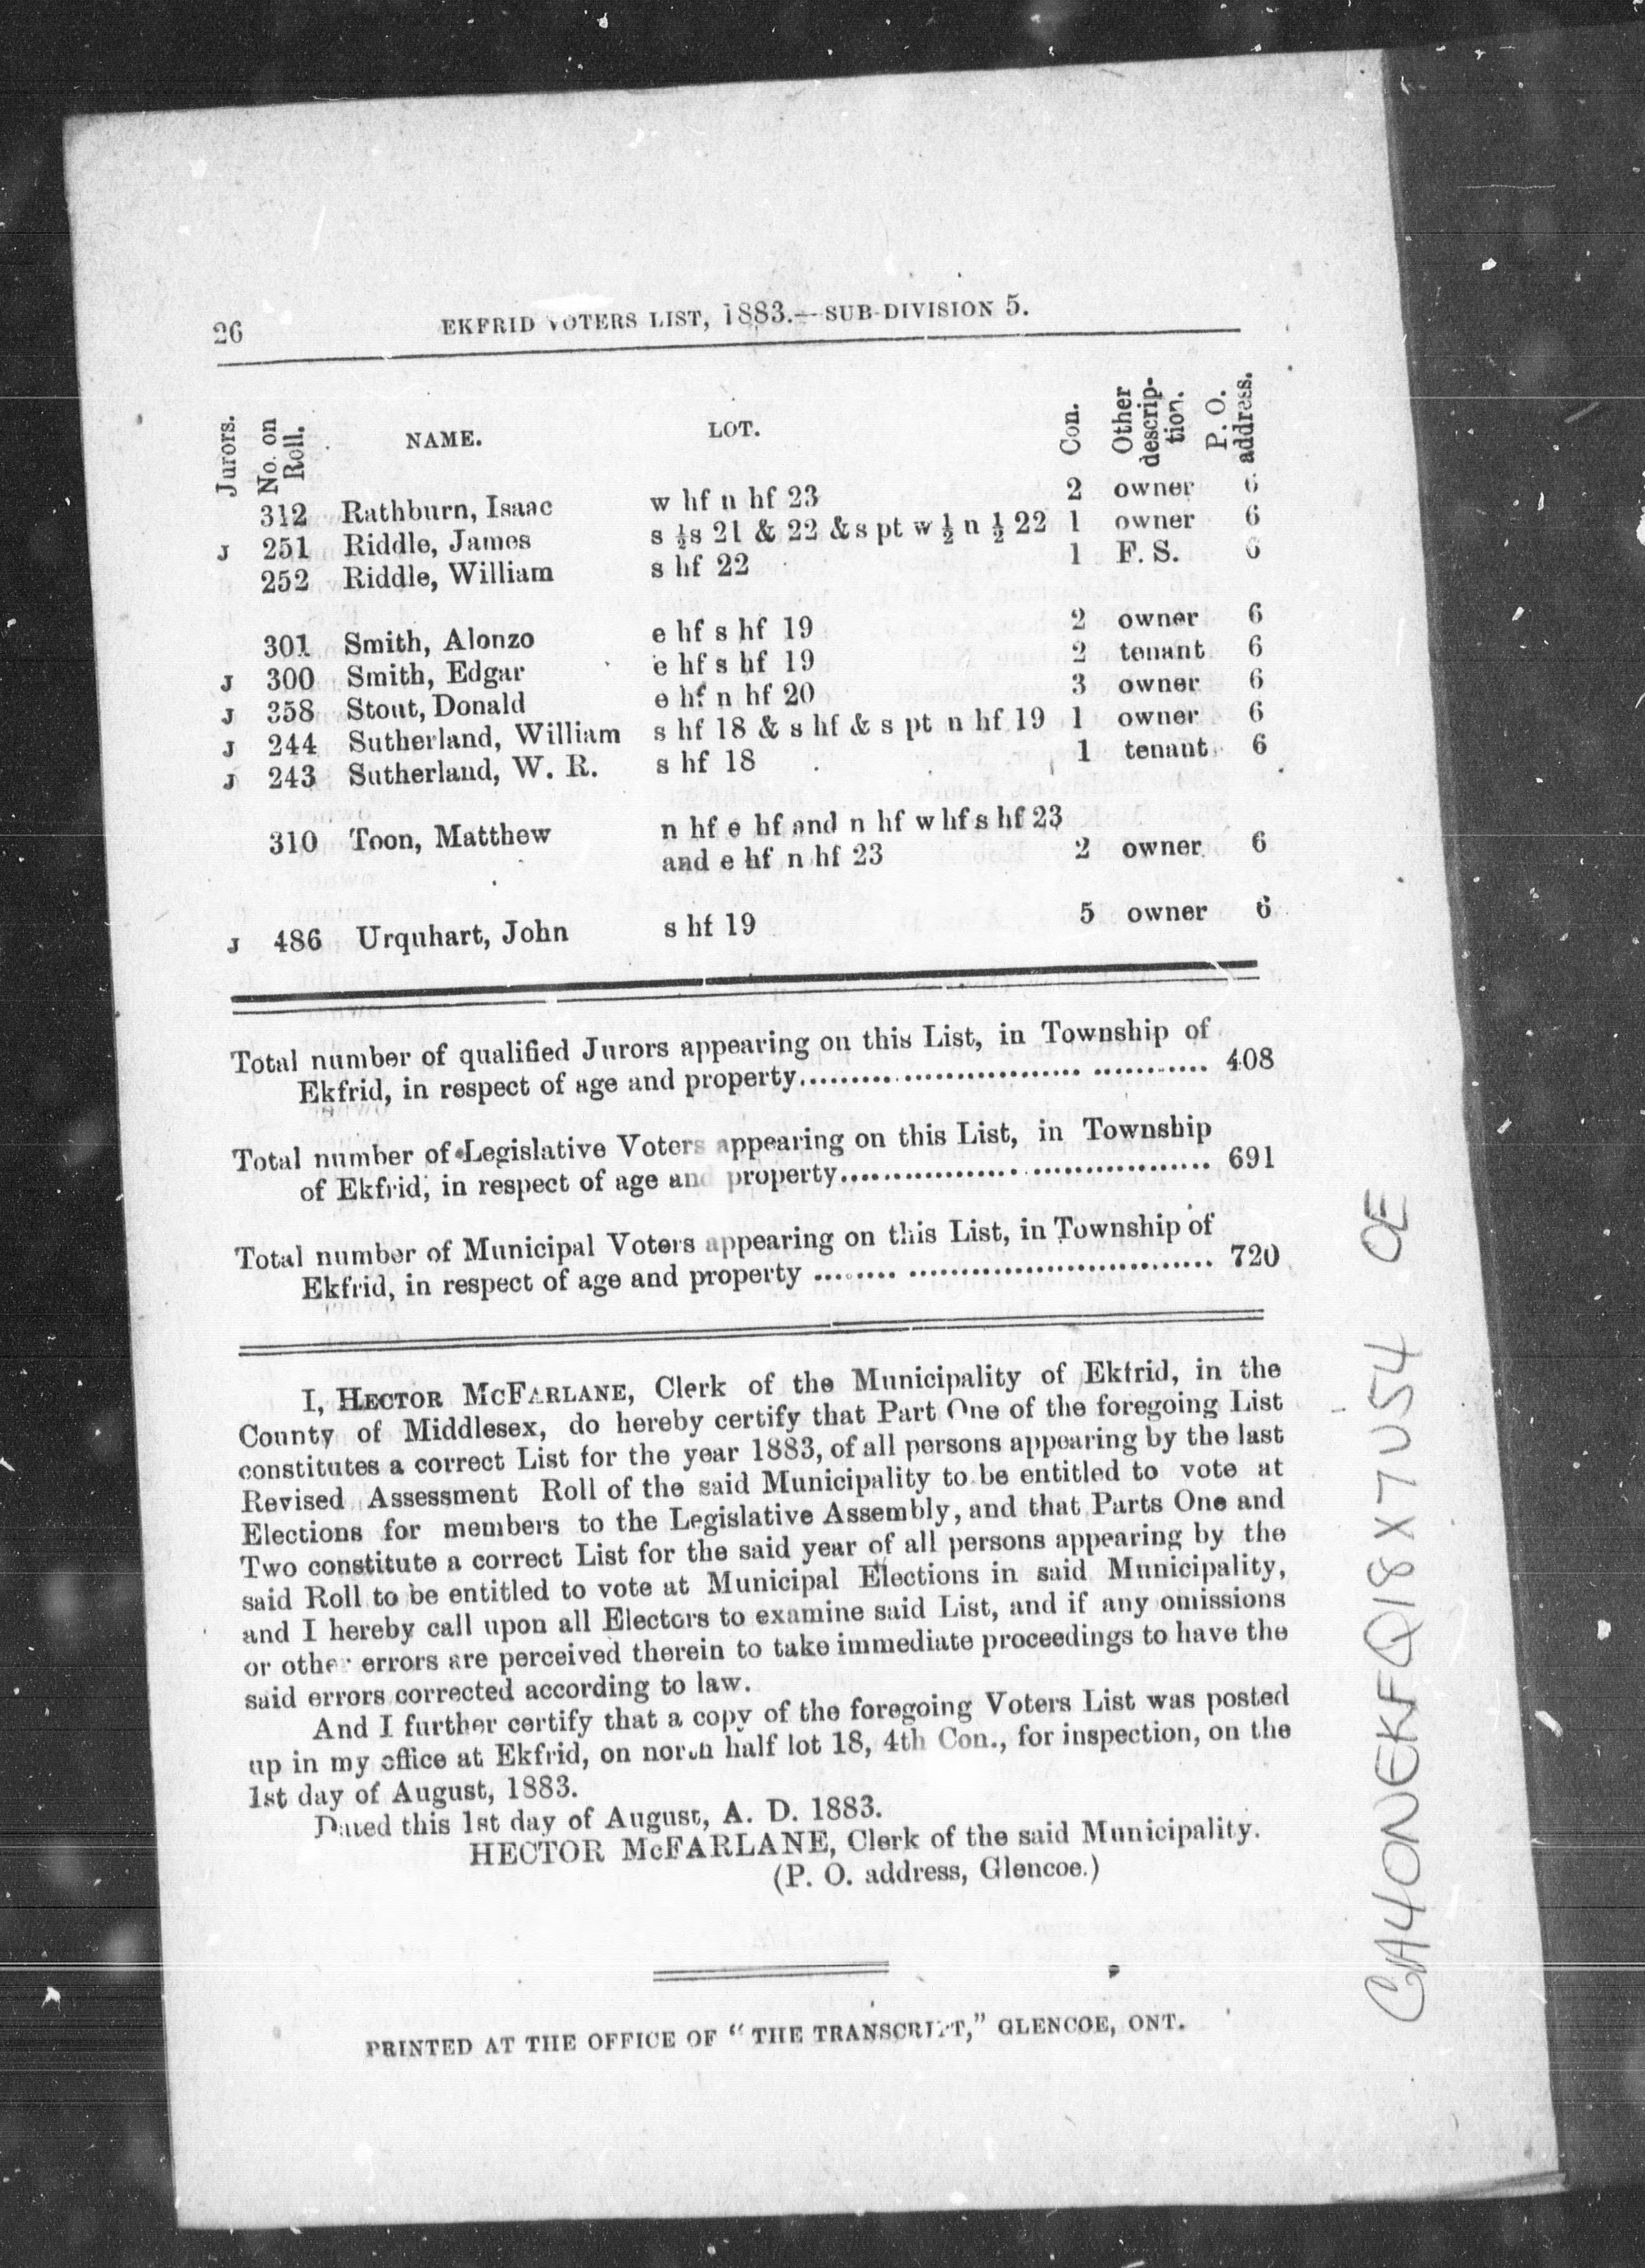 26 EKFRID VOTERS LIST, 1883.—SUB-DIVISION 5.
Jurors. No. on Roll. NAME. LOT. Con. Other descrip-tion. P. O. address.
312 Rathburn, Isaac w hf n hf 23 2 owner 6
J 251 Riddle, James s ½s 21 & 22 & s pt w ½ n ½ 22 1 owner 6
252 Riddle, William s hf 22 1 F. S. 6
301 Smith, Alonzo e hf s hf 19 2 owner 6
J 300 Smith, Edgar e hf s hf 19 2 tenant 6
J 358 Stout, Donald e hf n hf 20 3 owner 6
J 244 Sutherland, William s hf 18 & s hf & s pt n hf 19 1 owner 6
J 243 Sutherland, W. R. s hf 18 1 tenant 6
310 Toon, Matthew n hf e hf and n hf w hf s hf 23
and e hf n hf 23 2 owner 6
J 486 Urquhart, John s hf 19 5 owner 6
Total number of qualified Jurors appearing on this List, in Township of
Ekfrid, in respect of age and property........................................ 408
Total number of Legislative Voters appearing on this List, in Township
of Ekfrid, in respect of age and property.................................... 691
Total number of Municipal Voters appearing on this List, in Township of
Ekfrid, in respect of age and property ...................................... 720
I, HECTOR MCFARLANE, Clerk of the Municipality of Ekfrid, in the
County of Middlesex, do hereby certify that Part One of the foregoing List
constitutes a correct List for the year 1883, of all persons appearing by the last
Revised Assessment Roll of the said Municipality to be entitled to vote at
Elections for members to the Legislative Assembly, and that Parts One and
Two constitute a correct List for the said year of all persons appearing by the
said Roll to be entitled to vote at Municipal Elections in said Municipality,
and I hereby call upon all Electors to examine said List, and if any omissions
or other errors are perceived therein to take immediate proceedings to have the
said errors corrected according to law.
And I further certify that a copy of the foregoing Voters List was posted
up in my office at Ekfrid, on north half lot 18, 4th Con., for inspection, on the
1st day of August, 1883.
Dated this 1st day of August, A. D. 1883.
HECTOR McFARLANE, Clerk of the said Municipality.
(P. O. address, Glencoe.)
PRINTED AT THE OFFICE OF "THE TRANSCRIPT," GLENCOE, ONT.
CA4ONEKFQ18X7U54 OE